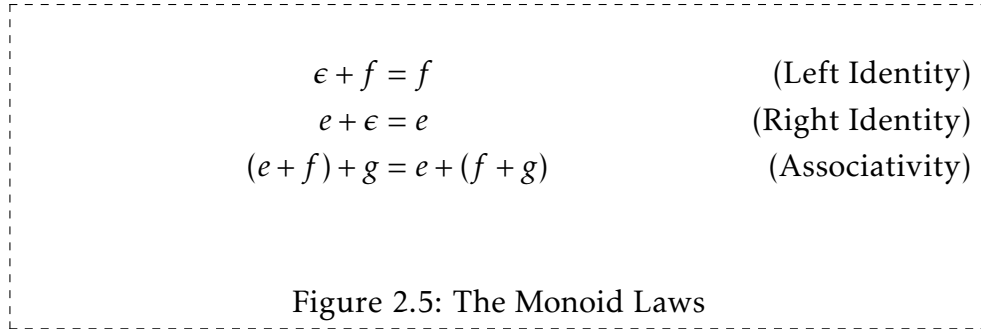 ϵ + f = f (Left Identity)
e + ϵ = e (Right Identity)
(e + f) + g = e + (f + g) (Associativity)
Figure 2.5: The Monoid Laws